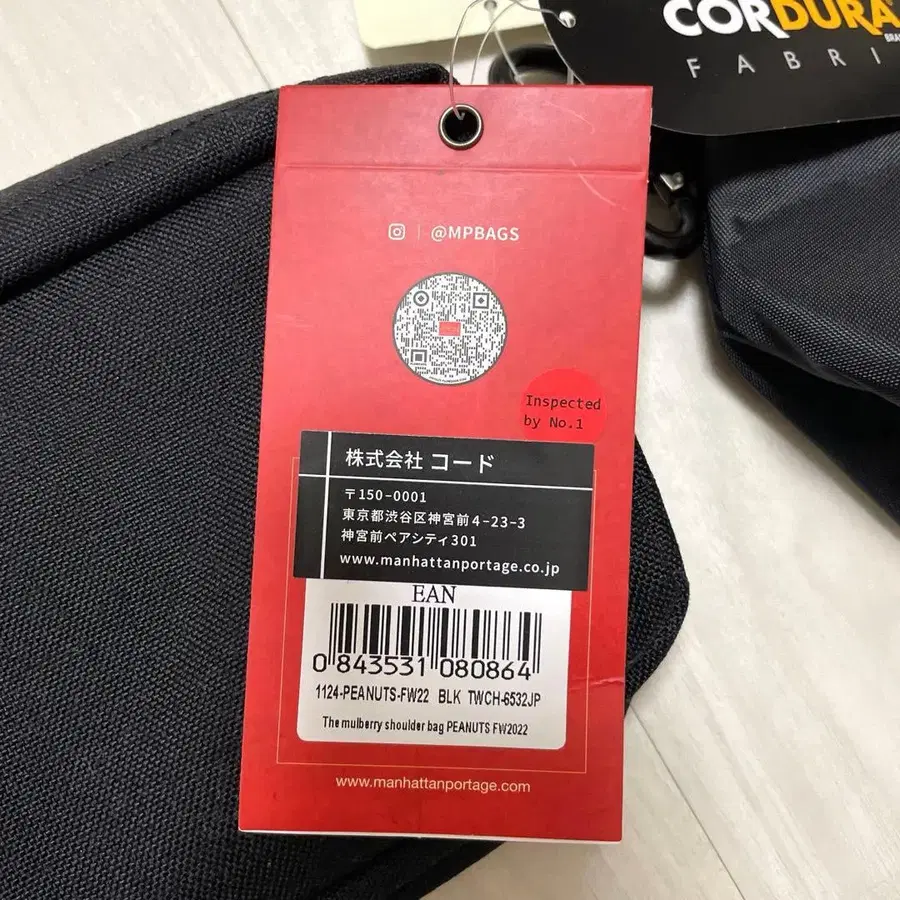 CORDURA
FABRI
@MPBAGS
Inspected
by No.1
株式会社 コード
〒150-0001
東京都渋谷区神宮前4-23-3
神宮前ペアシティ301
www.manhattanportage.co.jp
EAN
0 843531 080864
1124-PEANUTS-FW22 BLK TWCH-6532JP
The mulberry shoulder bag PEANUTS FW2022
www.manhattanportage.com